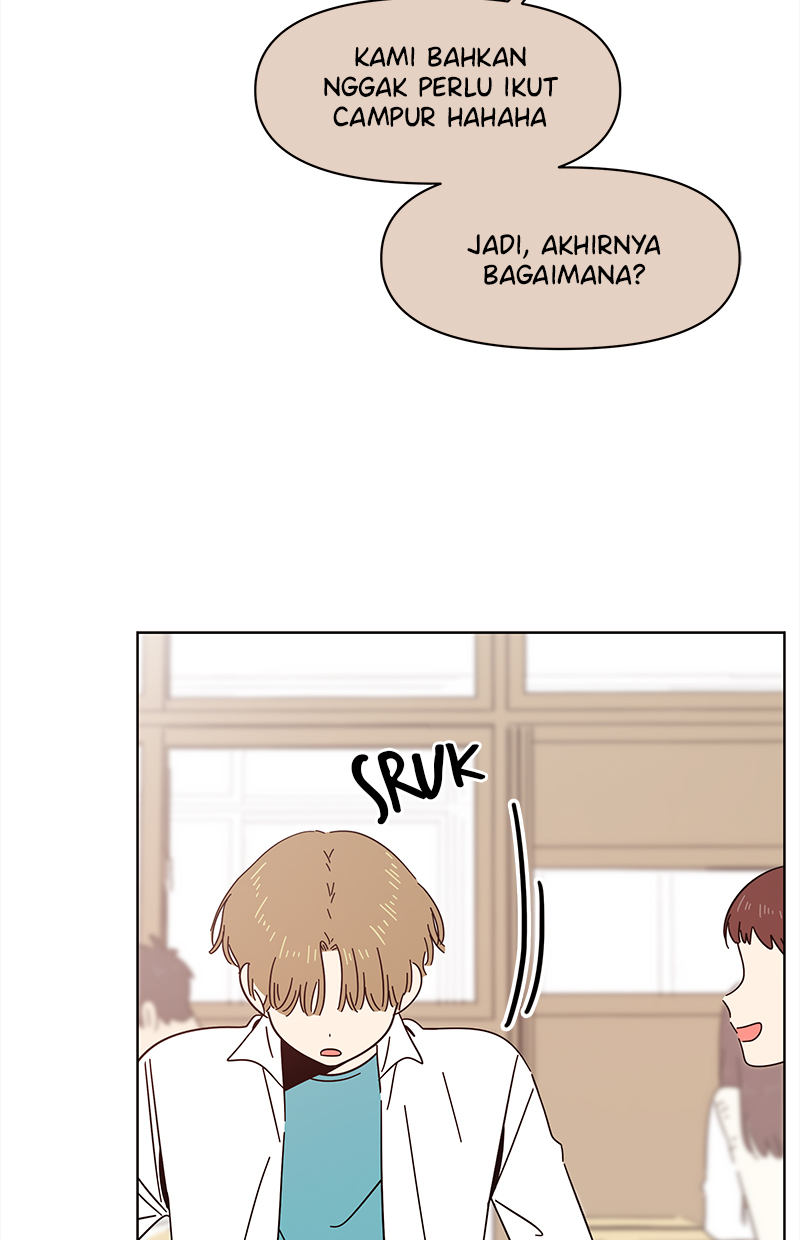 KAMI BAHKAN
NGGAK PERLU IKUT
CAMPUR HAHAHA
JADI, AKHIRNYA
BAGAIMANA?
SRUK